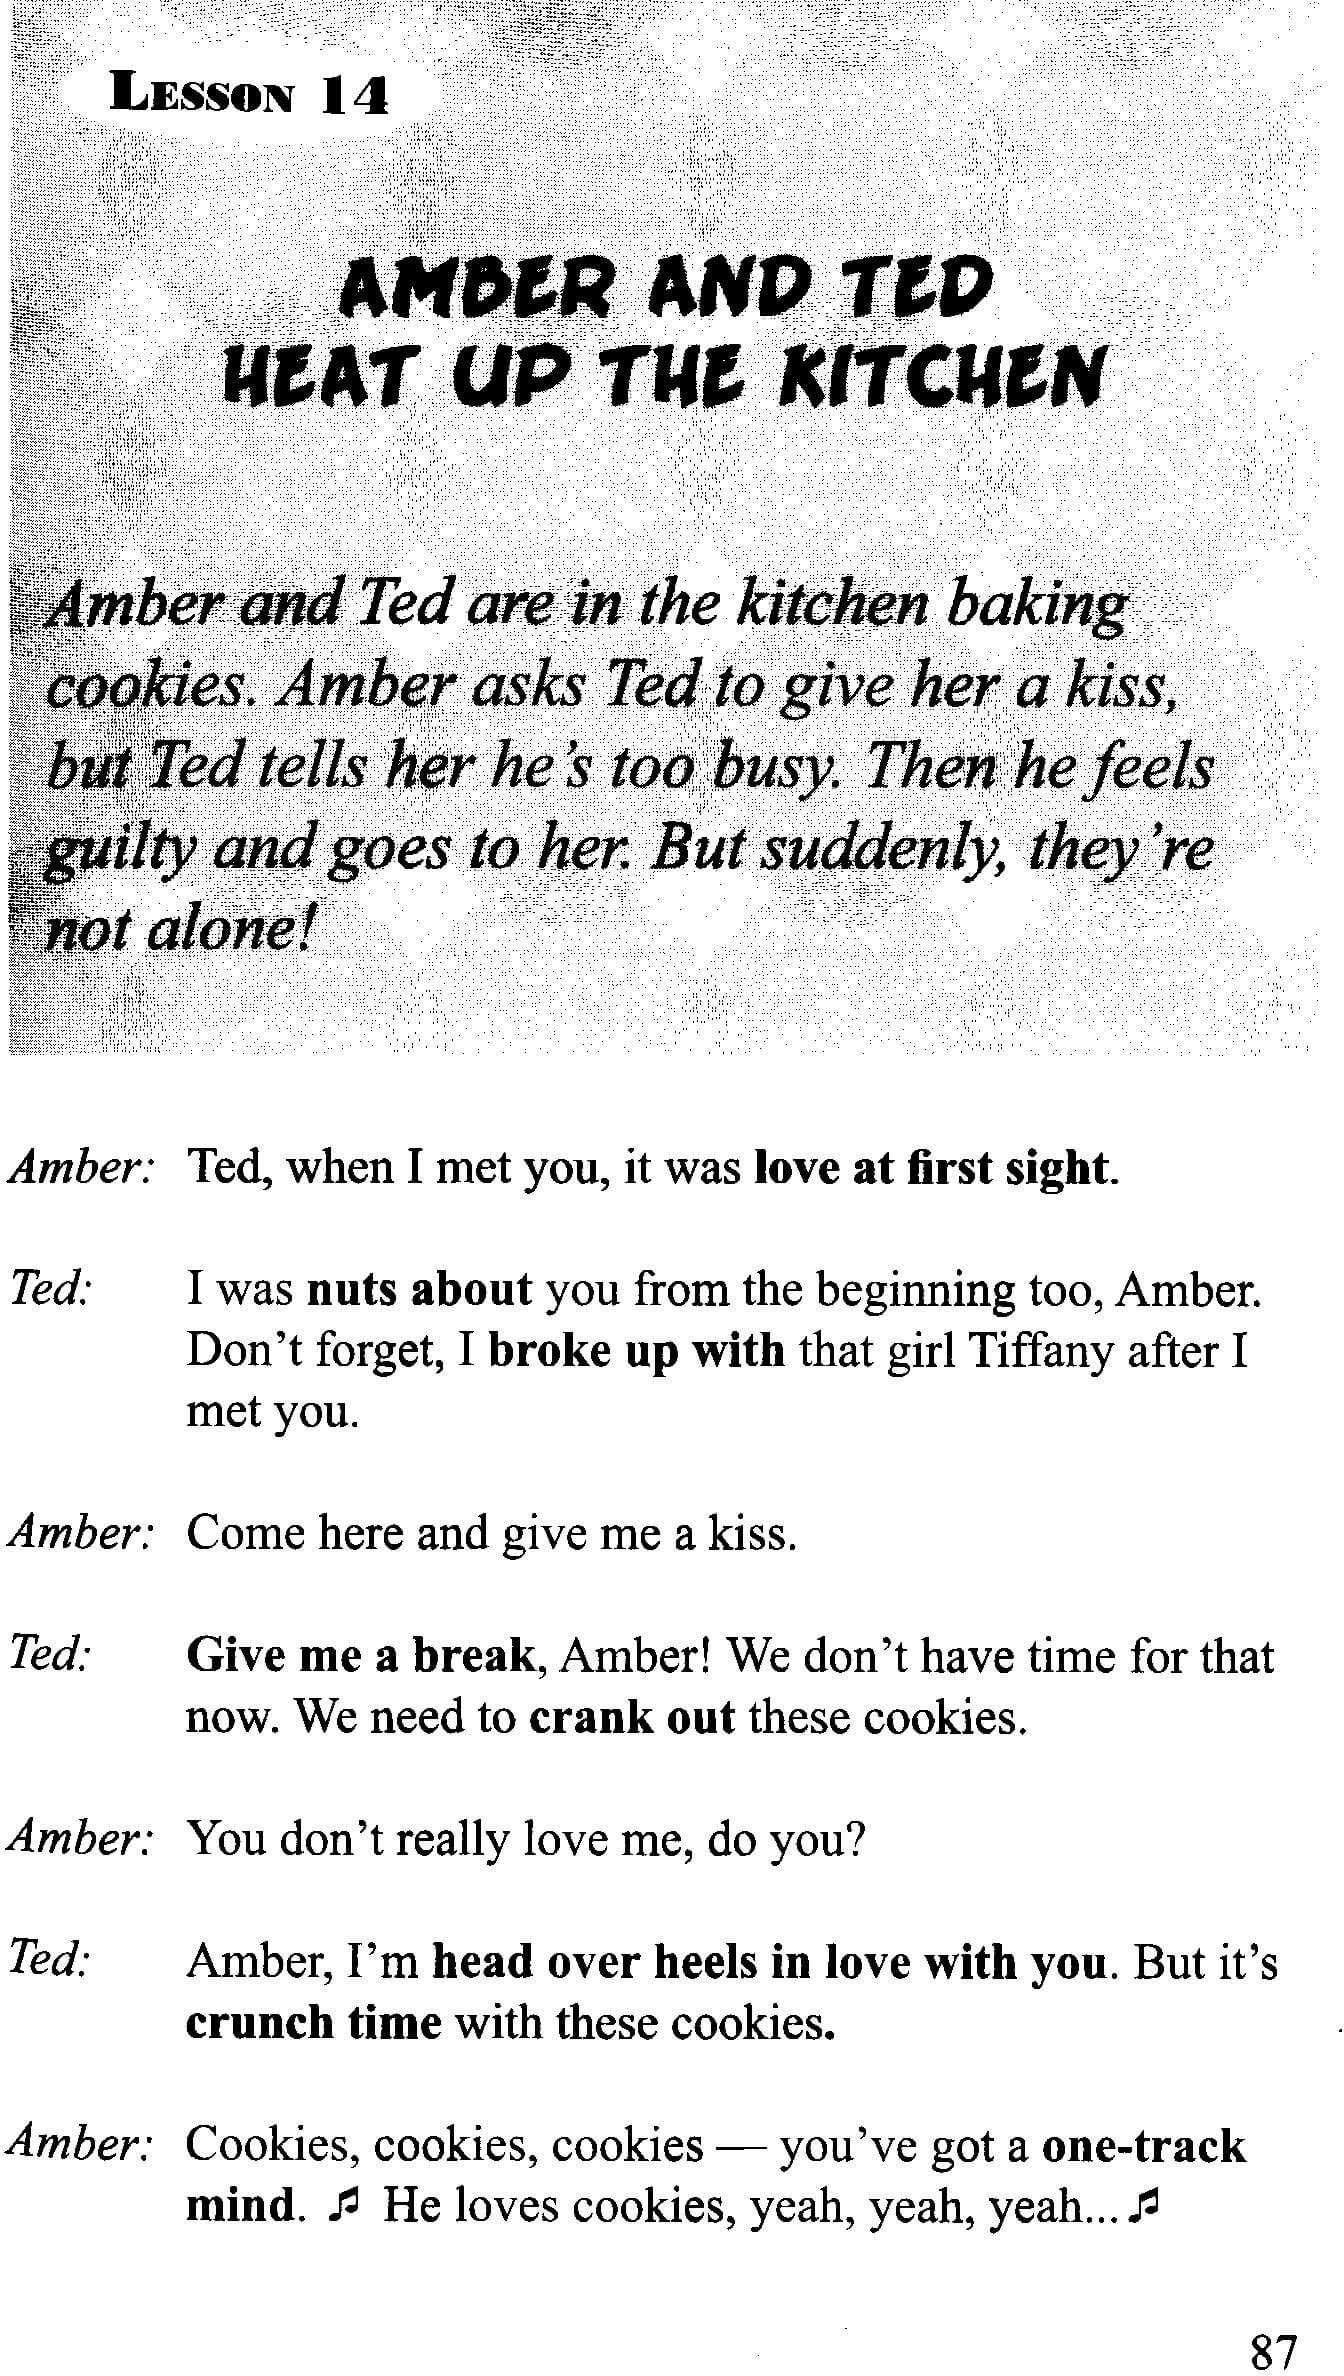 LESSON 14
AMBER AND TED
HEAT UP THE KITCHEN
Amber and Ted are in the kitchen baking
cookies. Amber asks Ted to give her a kiss,
but Ted tells her he's too busy. Then he feels
guilty and goes to her. But suddenly, they're
not alone!
Amber: Ted, when I met you, it was love at first sight.
Ted: I was nuts about you from the beginning too, Amber.
Don't forget, I broke up with that girl Tiffany after I
met you.
Amber: Come here and give me a kiss.
Ted: Give me a break, Amber! We don't have time for that
now. We need to crank out these cookies.
Amber: You don't really love me, do you?
Ted: Amber, I'm head over heels in love with you. But it's
crunch time with these cookies.
Amber: Cookies, cookies, cookies — you've got a one-track
mind. ♫ He loves cookies, yeah, yeah, yeah... ♫
87